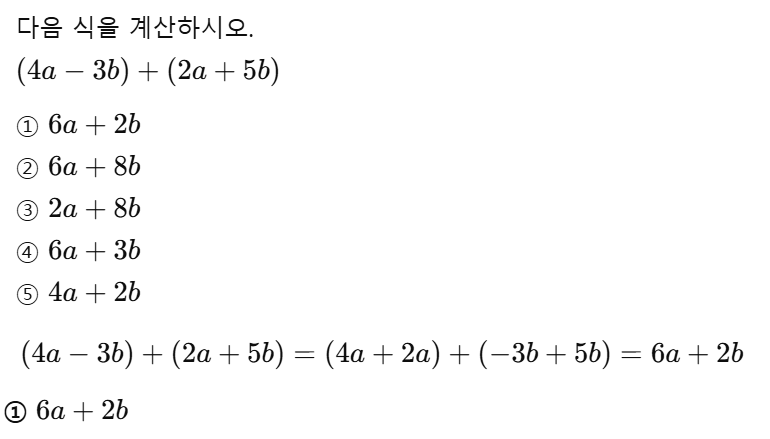 다음 식을 계산하시오.
(4a − 3b) + (2a + 5b)
① 6a + 2b
② 6a + 8b
③ 2a + 8b
④ 6a + 3b
⑤ 4a + 2b
(4a − 3b) + (2a + 5b) = (4a + 2a) + (−3b + 5b) = 6a + 2b
① 6a + 2b